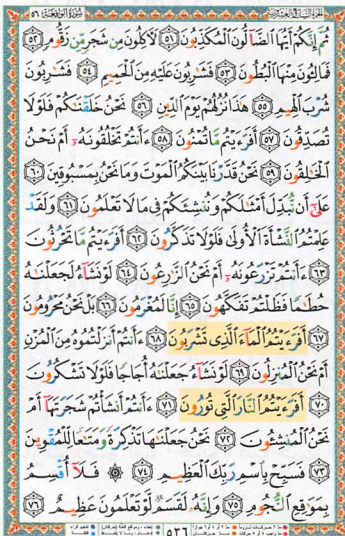 الجزء السابع والعشرون سورة الواقعة ٥٦
ثُمَّ إِنَّكُمْ أَيُّهَا الضَّآلُّونَ الْمُكَذِّبُونَ ٥١ لَآكِلُونَ مِن شَجَرٍ مِّن زَقُّومٍ ٥٢
فَمَالِئُونَ مِنْهَا الْبُطُونَ ٥٣ فَشَارِبُونَ عَلَيْهِ مِنَ الْحَمِيمِ ٥٤ فَشَارِبُونَ
شُرْبَ الْهِيمِ ٥٥ هَٰذَا نُزُلُهُمْ يَوْمَ الدِّينِ ٥٦ نَحْنُ خَلَقْنَاكُمْ فَلَوْلَا
تُصَدِّقُونَ ٥٧ أَفَرَءَيْتُم مَّا تُمْنُونَ ٥٨ ءَأَنتُمْ تَخْلُقُونَهُۥٓ أَمْ نَحْنُ
الْخَالِقُونَ ٥٩ نَحْنُ قَدَّرْنَا بَيْنَكُمُ الْمَوْتَ وَمَا نَحْنُ بِمَسْبُوقِينَ ٦٠
عَلَىٰٓ أَن نُّبَدِّلَ أَمْثَالَكُمْ وَنُنشِئَكُمْ فِى مَا لَا تَعْلَمُونَ ٦١ وَلَقَدْ
عَلِمْتُمُ النَّشْأَةَ الْأُولَىٰ فَلَوْلَا تَذَكَّرُونَ ٦٢ أَفَرَءَيْتُم مَّا تَحْرُثُونَ
٦٣ ءَأَنتُمْ تَزْرَعُونَهُۥٓ أَمْ نَحْنُ الزَّارِعُونَ ٦٤ لَوْ نَشَآءُ لَجَعَلْنَاهُ
حُطَامًا فَظَلْتُمْ تَفَكَّهُونَ ٦٥ إِنَّا لَمُغْرَمُونَ ٦٦ بَلْ نَحْنُ مَحْرُومُونَ
٦٧ أَفَرَءَيْتُمُ الْمَآءَ الَّذِى تَشْرَبُونَ ٦٨ ءَأَنتُمْ أَنزَلْتُمُوهُ مِنَ الْمُزْنِ
أَمْ نَحْنُ الْمُنزِلُونَ ٦٩ لَوْ نَشَآءُ جَعَلْنَاهُ أُجَاجًا فَلَوْلَا تَشْكُرُونَ
٧٠ أَفَرَءَيْتُمُ النَّارَ الَّتِى تُورُونَ ٧١ ءَأَنتُمْ أَنشَأْتُمْ شَجَرَتَهَآ أَمْ
نَحْنُ الْمُنشِئُونَ ٧٢ نَحْنُ جَعَلْنَاهَا تَذْكِرَةً وَمَتَاعًا لِّلْمُقْوِينَ
٧٣ فَسَبِّحْ بِاسْمِ رَبِّكَ الْعَظِيمِ ٧٤ فَلَآ أُقْسِمُ
بِمَوَاقِعِ النُّجُومِ ٧٥ وَإِنَّهُۥ لَقَسَمٌ لَّوْ تَعْلَمُونَ عَظِيمٌ ٧٦
٥٣٦